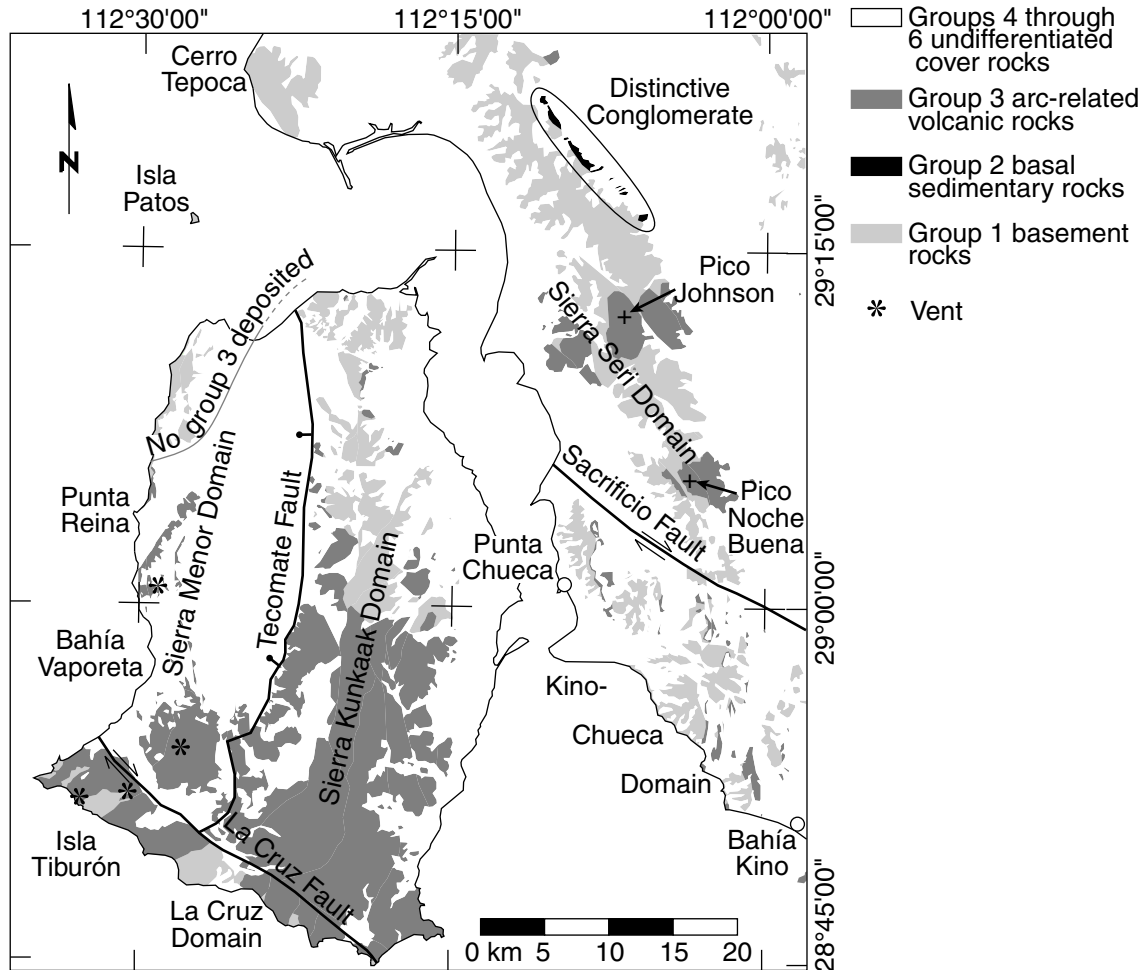 112°30'00"
112°15'00"
112°00'00"
Groups 4 through
6 undifferentiated
cover rocks
Group 3 arc-related
volcanic rocks
Group 2 basal
sedimentary rocks
Group 1 basement
rocks
Vent
Cerro
Tepoca
Distinctive
Conglomerate
N
Isla
Patos
29°15'00"
Pico
Johnson
No group 3 deposited
Sierra Seri Domain
Sierra Menor Domain
Tecomate Fault
Sacrificio Fault
Punta
Reina
Pico
Noche
Buena
Punta
Chueca
29°00'00"
Bahía
Vaporeta
Sierra Kunkaak Domain
Kino-
Chueca
Domain
Isla
Tiburón
La Cruz Fault
Bahía
Kino
La Cruz
Domain
28°45'00"
0 km 5 10 15 20